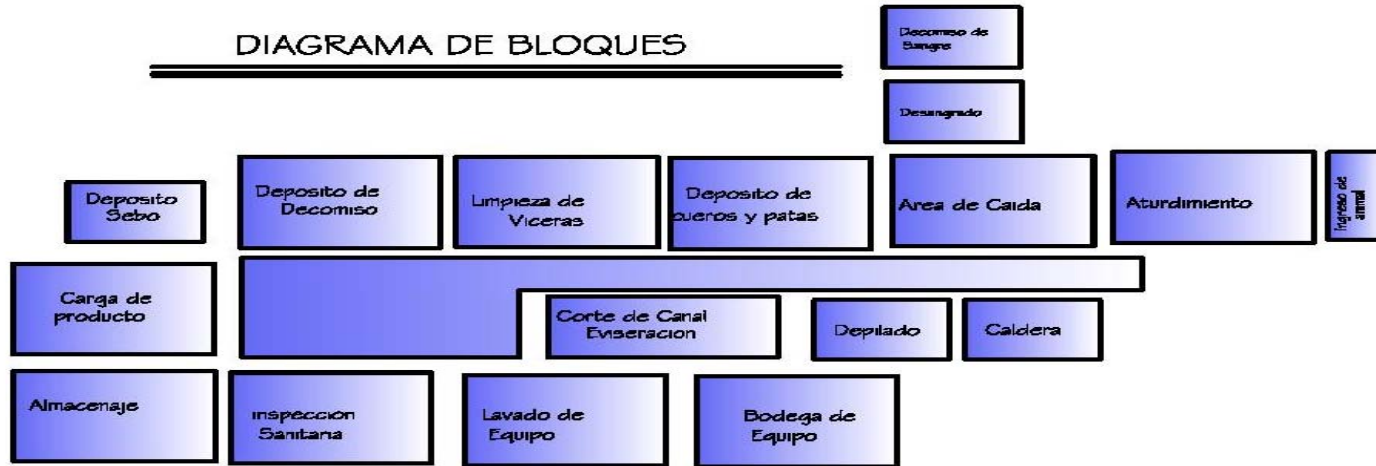 DIAGRAMA DE BLOQUES
Decomiso de
Sangre
Desangrado
Deposito
Sebo
Deposito de
Decomiso
Limpieza de
Viceras
Deposito de
cueros y patas
Area de Caida
Aturdimiento
Ingreso de
animal
Carga de
producto
Corte de Canal
Eviseracion
Depilado
Caldera
Almacenaje
Inspección
Sanitaria
Lavado de
Equipo
Bodega de
Equipo